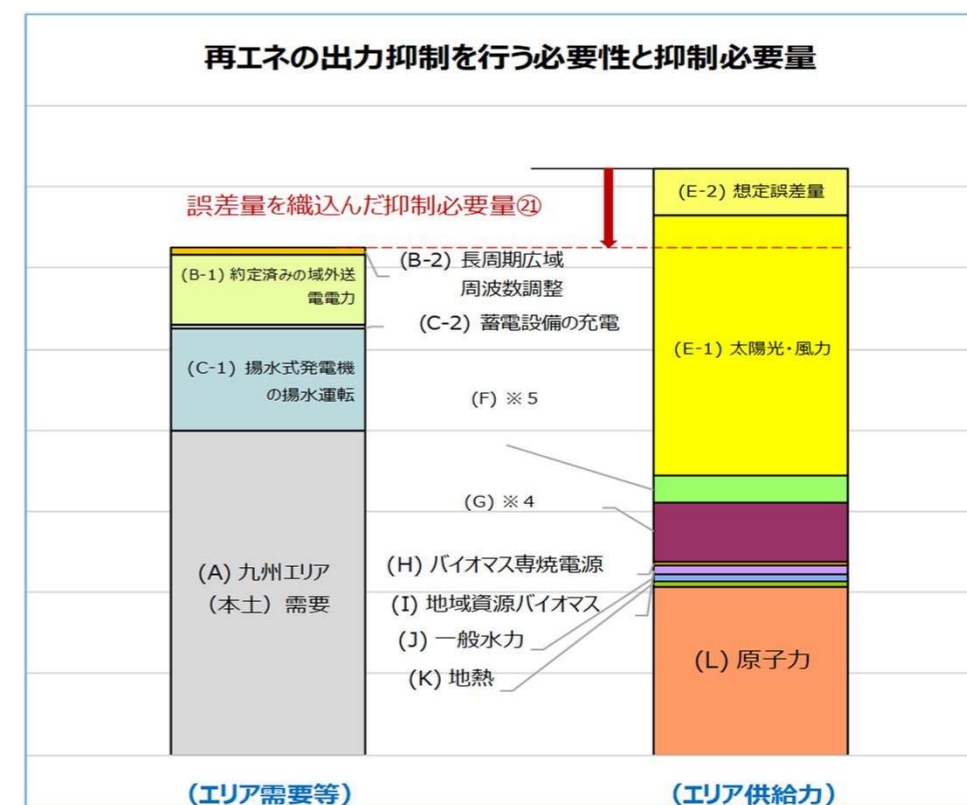 再エネの出力抑制を行う必要性と抑制必要量
誤差量を織込んだ抑制必要量㉑
(B-1) 約定済みの域外送
電電力
(C-1) 揚水式発電機
の揚水運転
(A) 九州エリア
（本土）需要
(B-2) 長周期広域
周波数調整
(C-2) 蓄電設備の充電
(F) ※5
(G) ※4
(H) バイオマス専焼電源
(I) 地域資源バイオマス
(J) 一般水力
(K) 地熱
(E-2) 想定誤差量
(E-1) 太陽光・風力
(L) 原子力
（エリア需要等）
（エリア供給力）